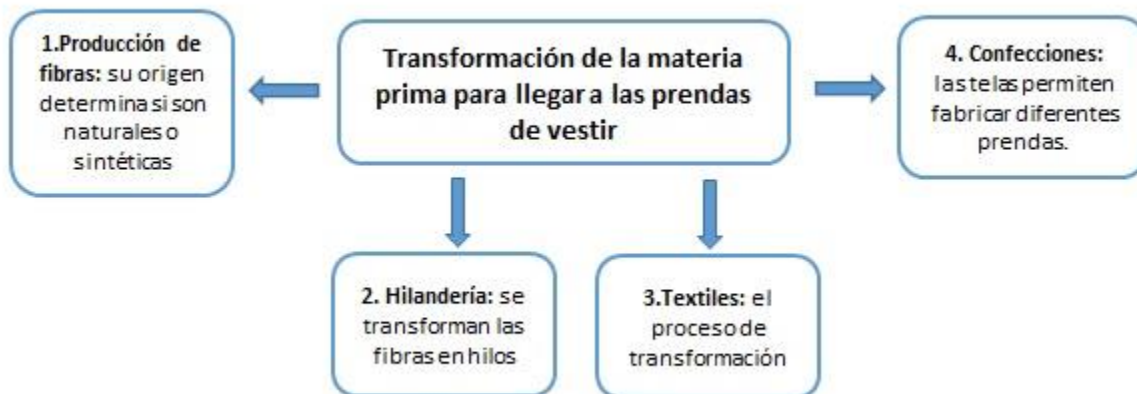 1.Producción de
fibras: su origen
determina si son
naturales o
sintéticas
Transformación de la materia
prima para llegar a las prendas
de vestir
4. Confecciones:
las telas permiten
fabricar diferentes
prendas.
2. Hilandería: se
transforman las
fibras en hilos
3.Textiles: el
proceso de
transformación